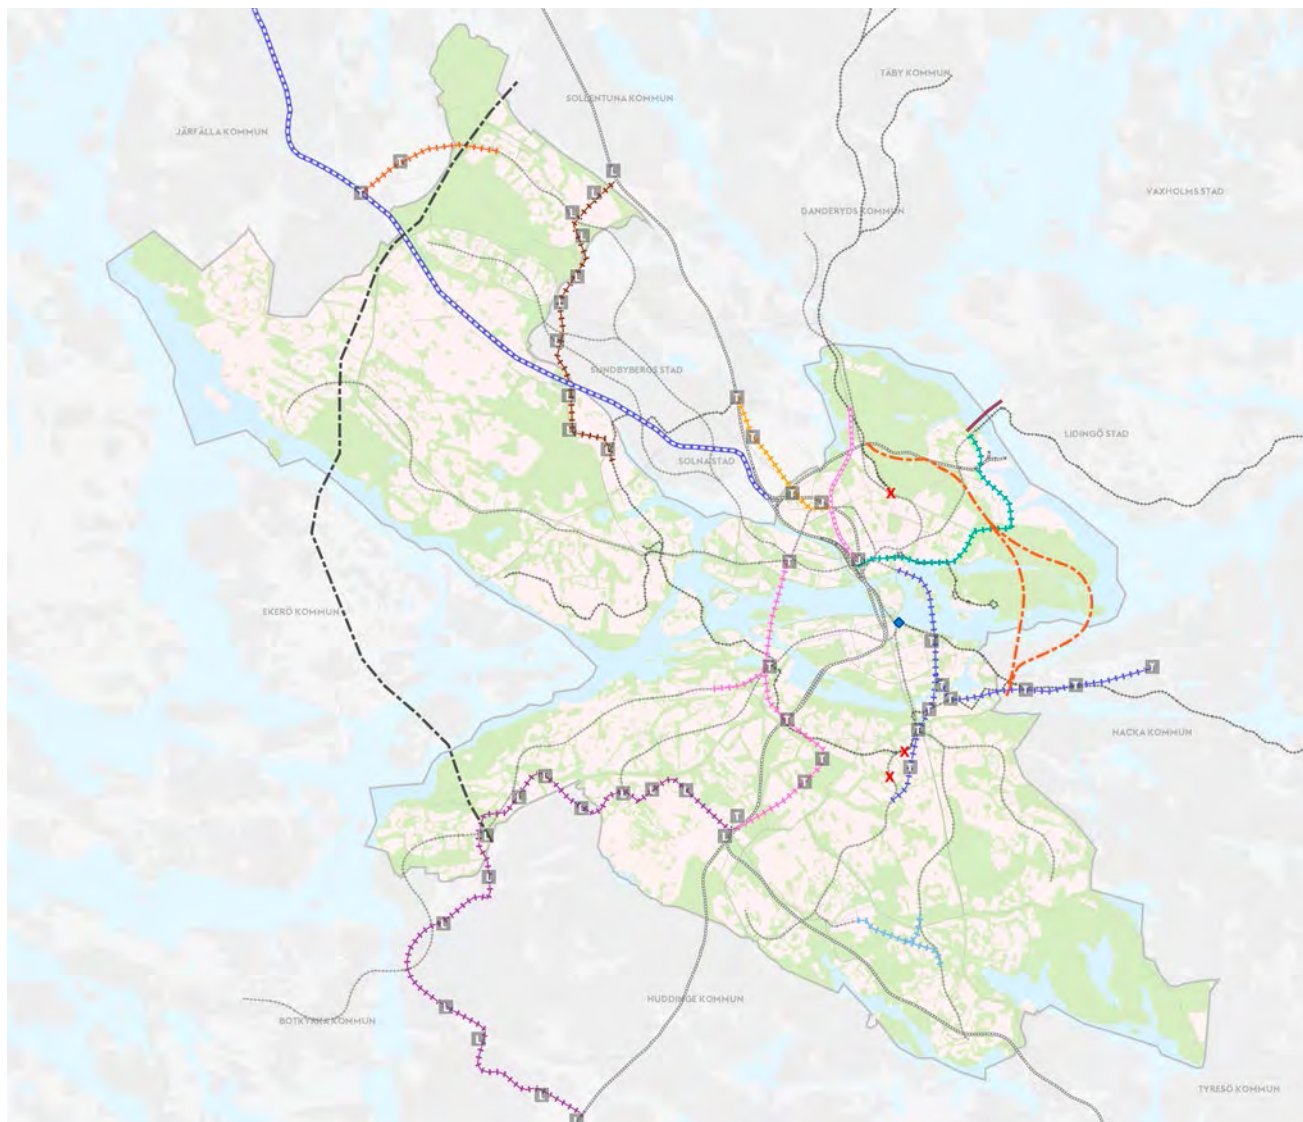 TÄBY KOMMUN
SOLLENTUNA KOMMUN
JÄRFÄLLA KOMMUN
VAXHOLMS STAD
DANDERYDS KOMMUN
SUNDBYBERGS STAD
LIDINGÖ STAD
SOLNA STAD
EKERÖ KOMMUN
NACKA KOMMUN
HUDDINGE KOMMUN
BOTKYRKA KOMMUN
TYRESÖ KOMMUN